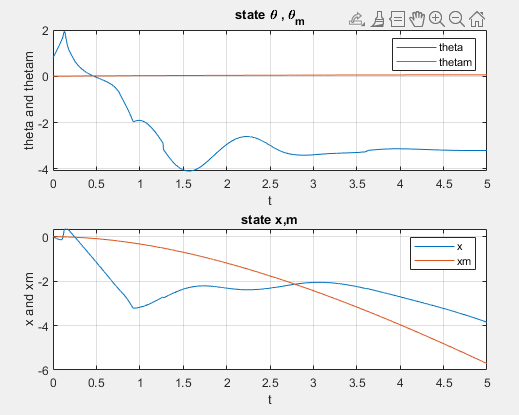 state θ , θm
2
0
-2
-4
theta and thetam
theta
thetam
0 0.5 1 1.5 2 2.5 3 3.5 4 4.5 5
t
state x,m
0
-2
-4
-6
x and xm
x
xm
0 0.5 1 1.5 2 2.5 3 3.5 4 4.5 5
t